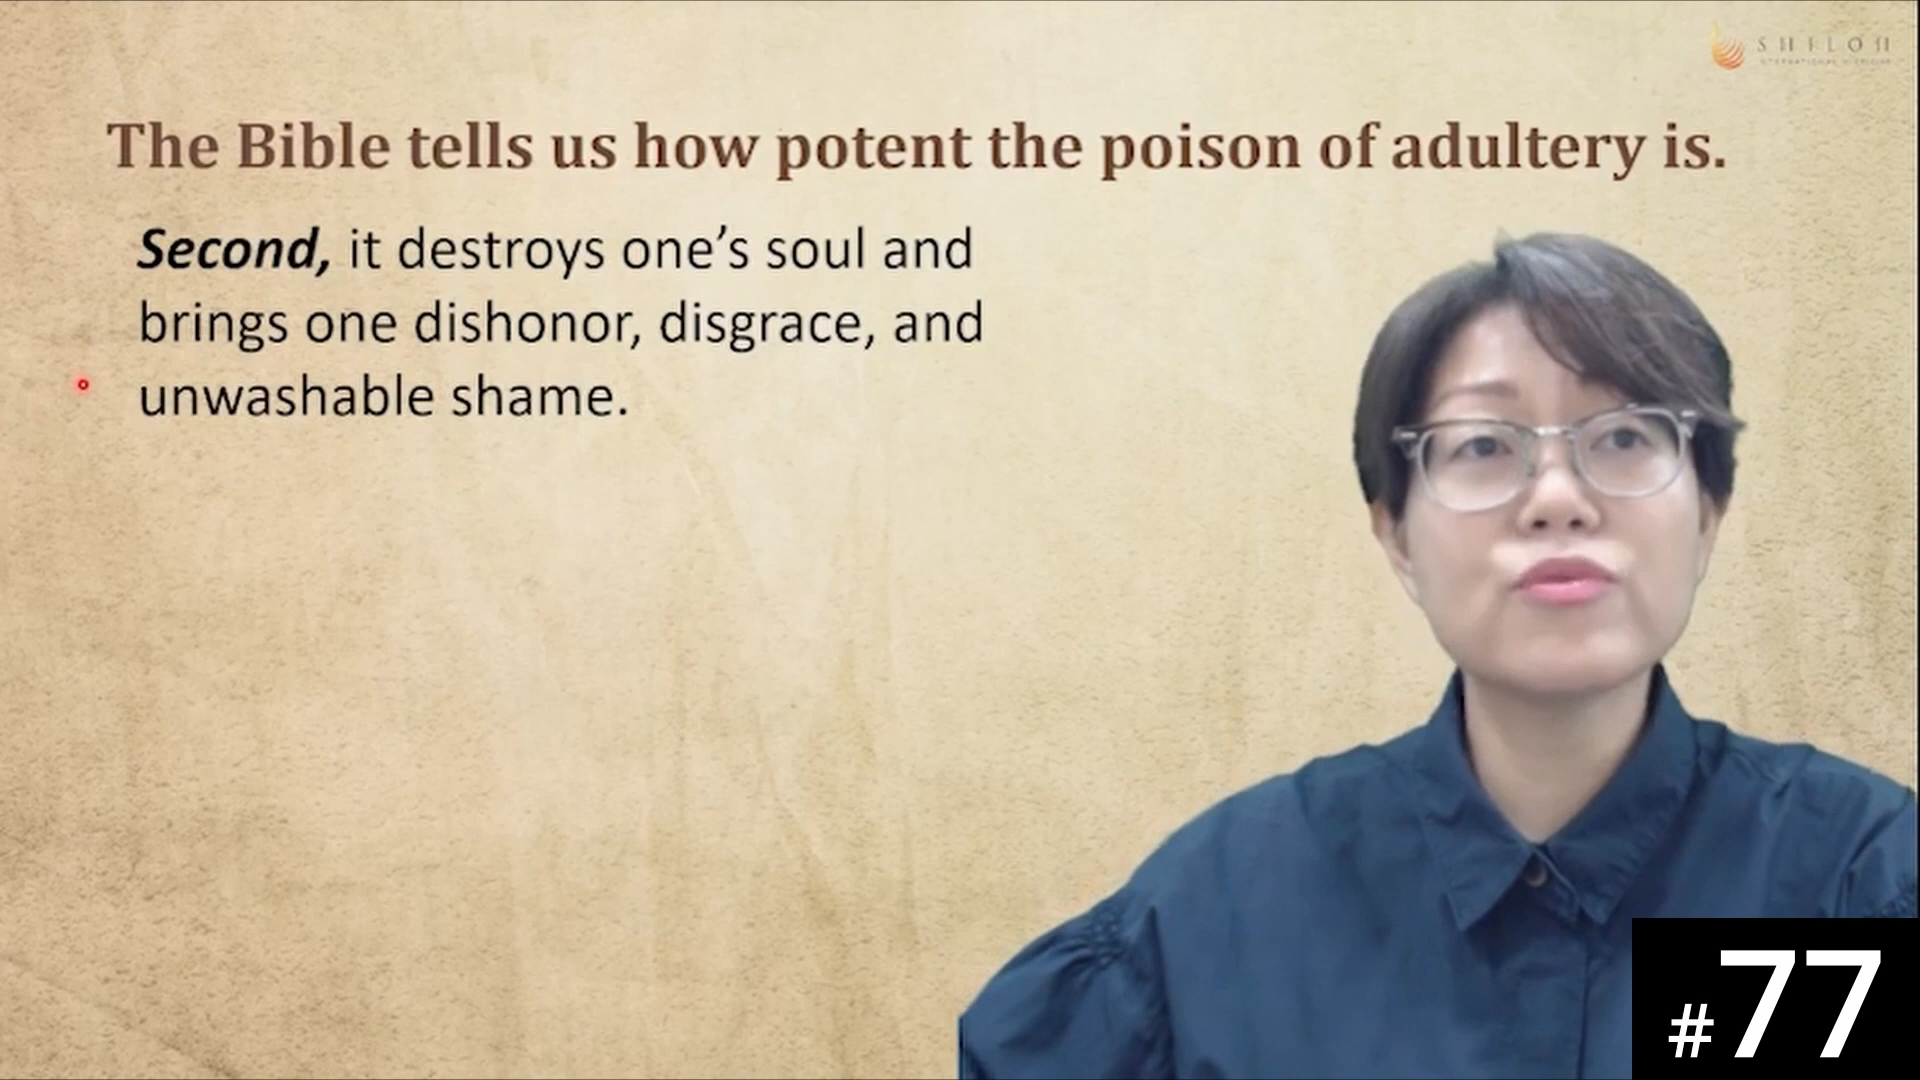 SHILOH
The Bible tells us how potent the poison of adultery is.
Second, it destroys one’s soul and
brings one dishonor, disgrace, and
unwashable shame.
#77